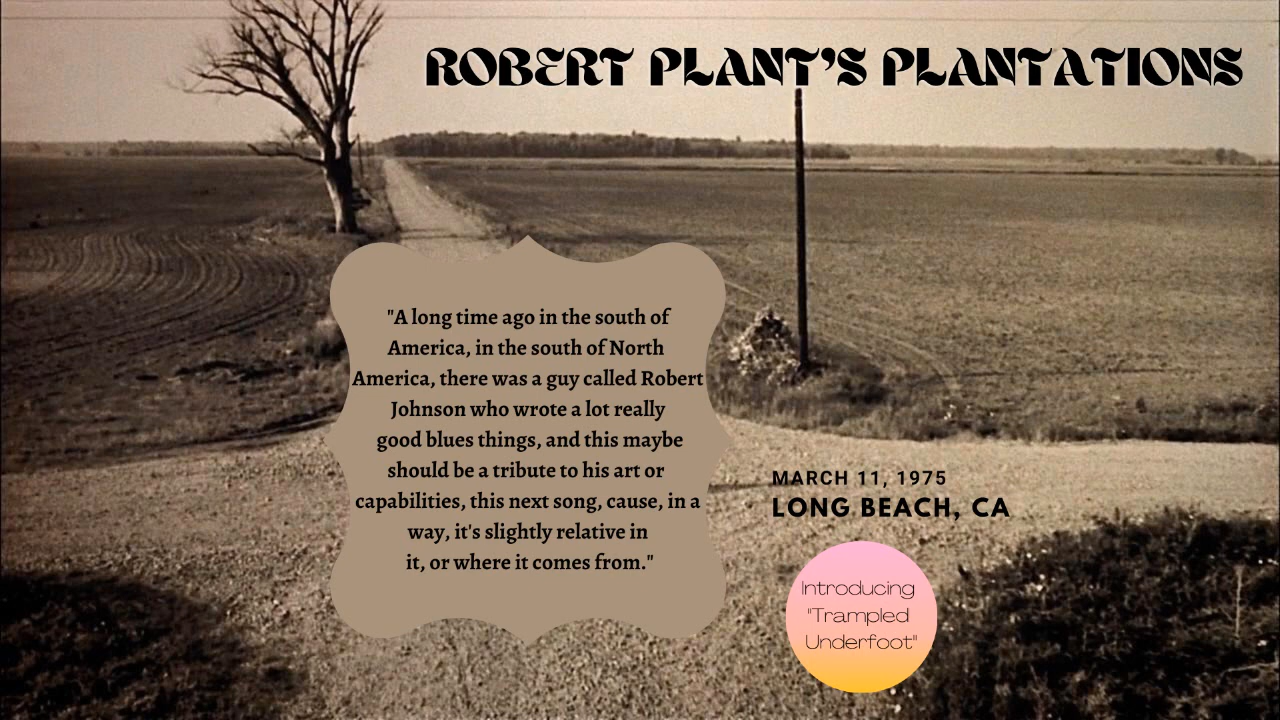 ROBERT PLANT'S PLANTATIONS
"A long time ago in the south of
America, in the south of North
America, there was a guy called Robert
Johnson who wrote a lot really
good blues things, and this maybe
should be a tribute to his art or
capabilities, this next song, cause, in a
way, it's slightly relative in
it, or where it comes from."
MARCH 11, 1975
LONG BEACH, CA
Introducing
"Trampled
Underfoot"